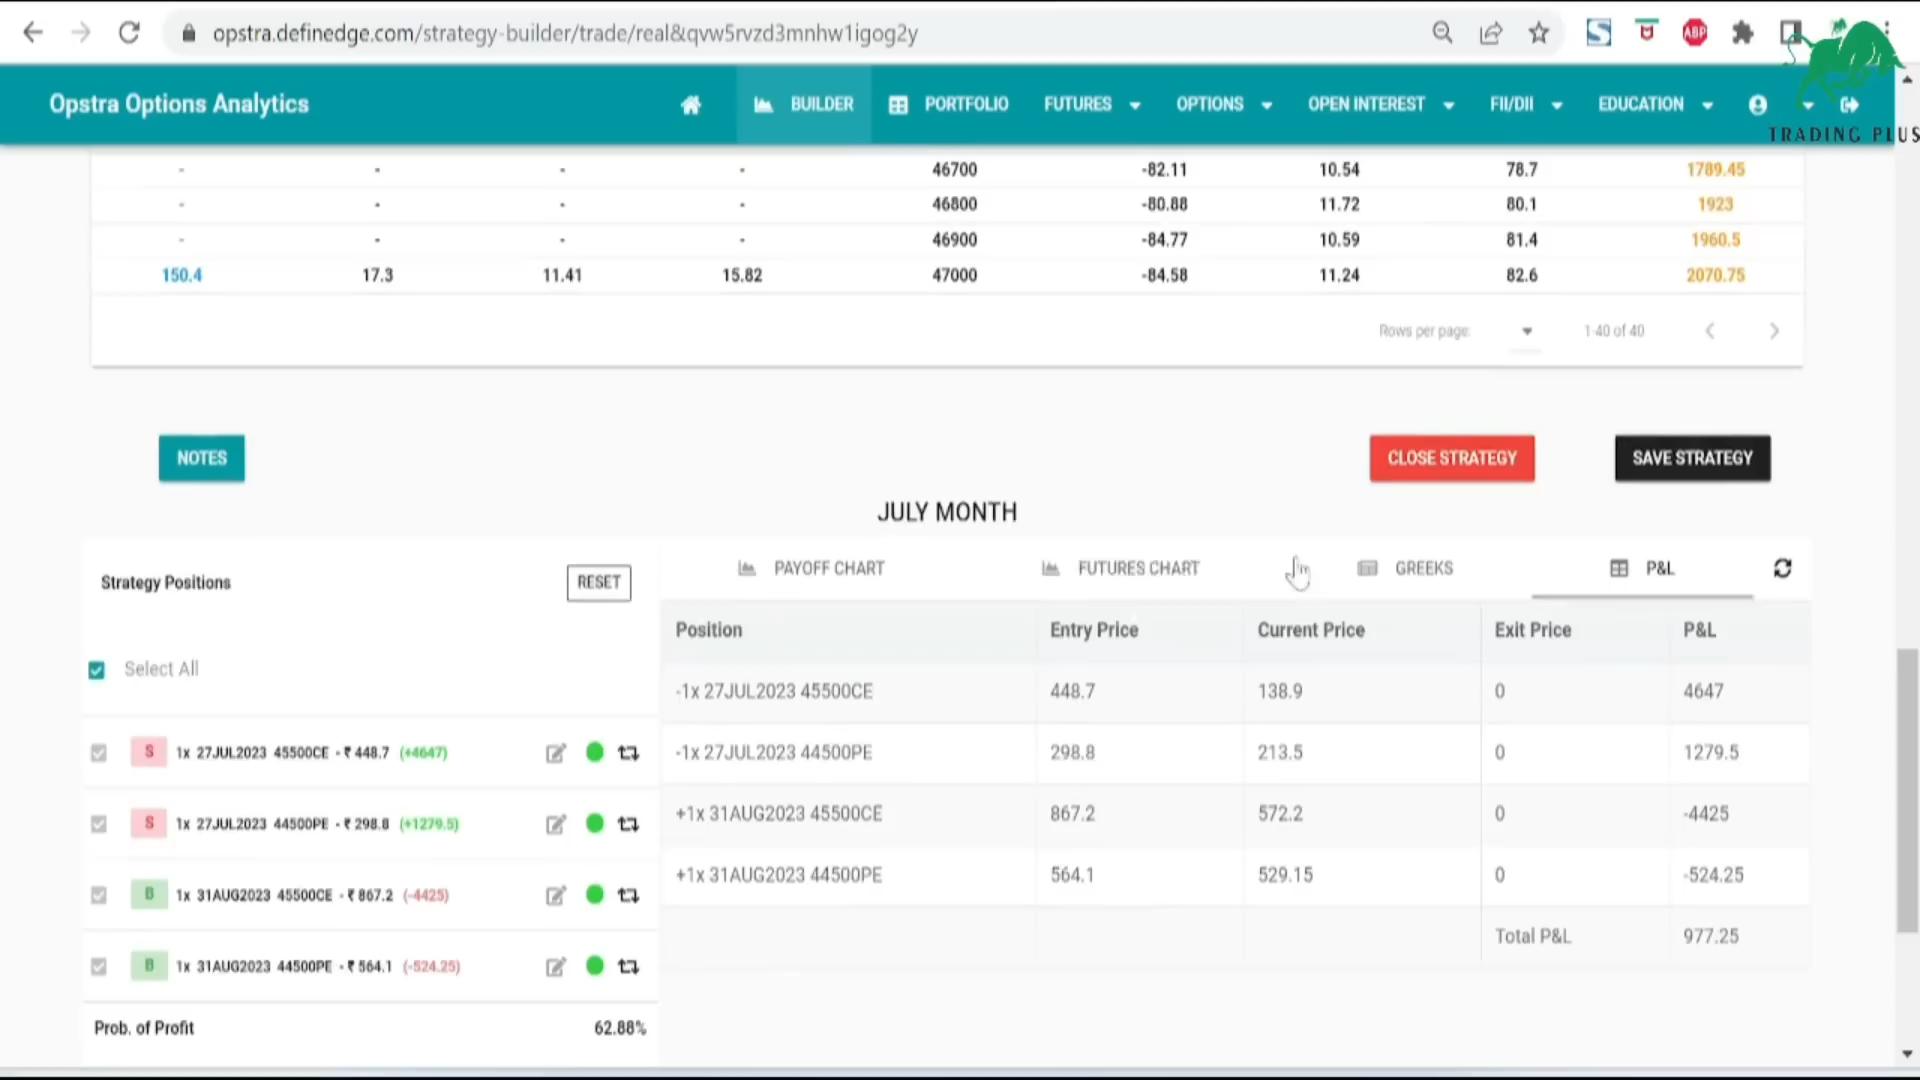 opstra.definedge.com/strategy-builder/trade/real&qvw5rvzd3mnhw1igog2y
ABP
Opstra Options Analytics BUILDER PORTFOLIO FUTURES OPTIONS OPEN INTEREST FII/DII EDUCATION
TRADING PLUS
- - - - 46700 -82.11 10.54 78.7 1789.45
- - - - 46800 -80.88 11.72 80.1 1923
- - - - 46900 -84.77 10.59 81.4 1960.5
150.4 17.3 11.41 15.82 47000 -84.58 11.24 82.6 2070.75
Rows per page: 1-40 of 40
NOTES CLOSE STRATEGY SAVE STRATEGY
JULY MONTH
Strategy Positions RESET
Select All
S 1x 27JUL2023 45500CE - ₹ 448.7 (+4647)
S 1x 27JUL2023 44500PE - ₹ 298.8 (+1279.5)
B 1x 31AUG2023 45500CE - ₹ 867.2 (-4425)
B 1x 31AUG2023 44500PE - ₹ 564.1 (-524.25)
Prob. of Profit 62.88%
PAYOFF CHART FUTURES CHART GREEKS P&L
Position Entry Price Current Price Exit Price P&L
-1x 27JUL2023 45500CE 448.7 138.9 0 4647
-1x 27JUL2023 44500PE 298.8 213.5 0 1279.5
+1x 31AUG2023 45500CE 867.2 572.2 0 -4425
+1x 31AUG2023 44500PE 564.1 529.15 0 -524.25
Total P&L 977.25